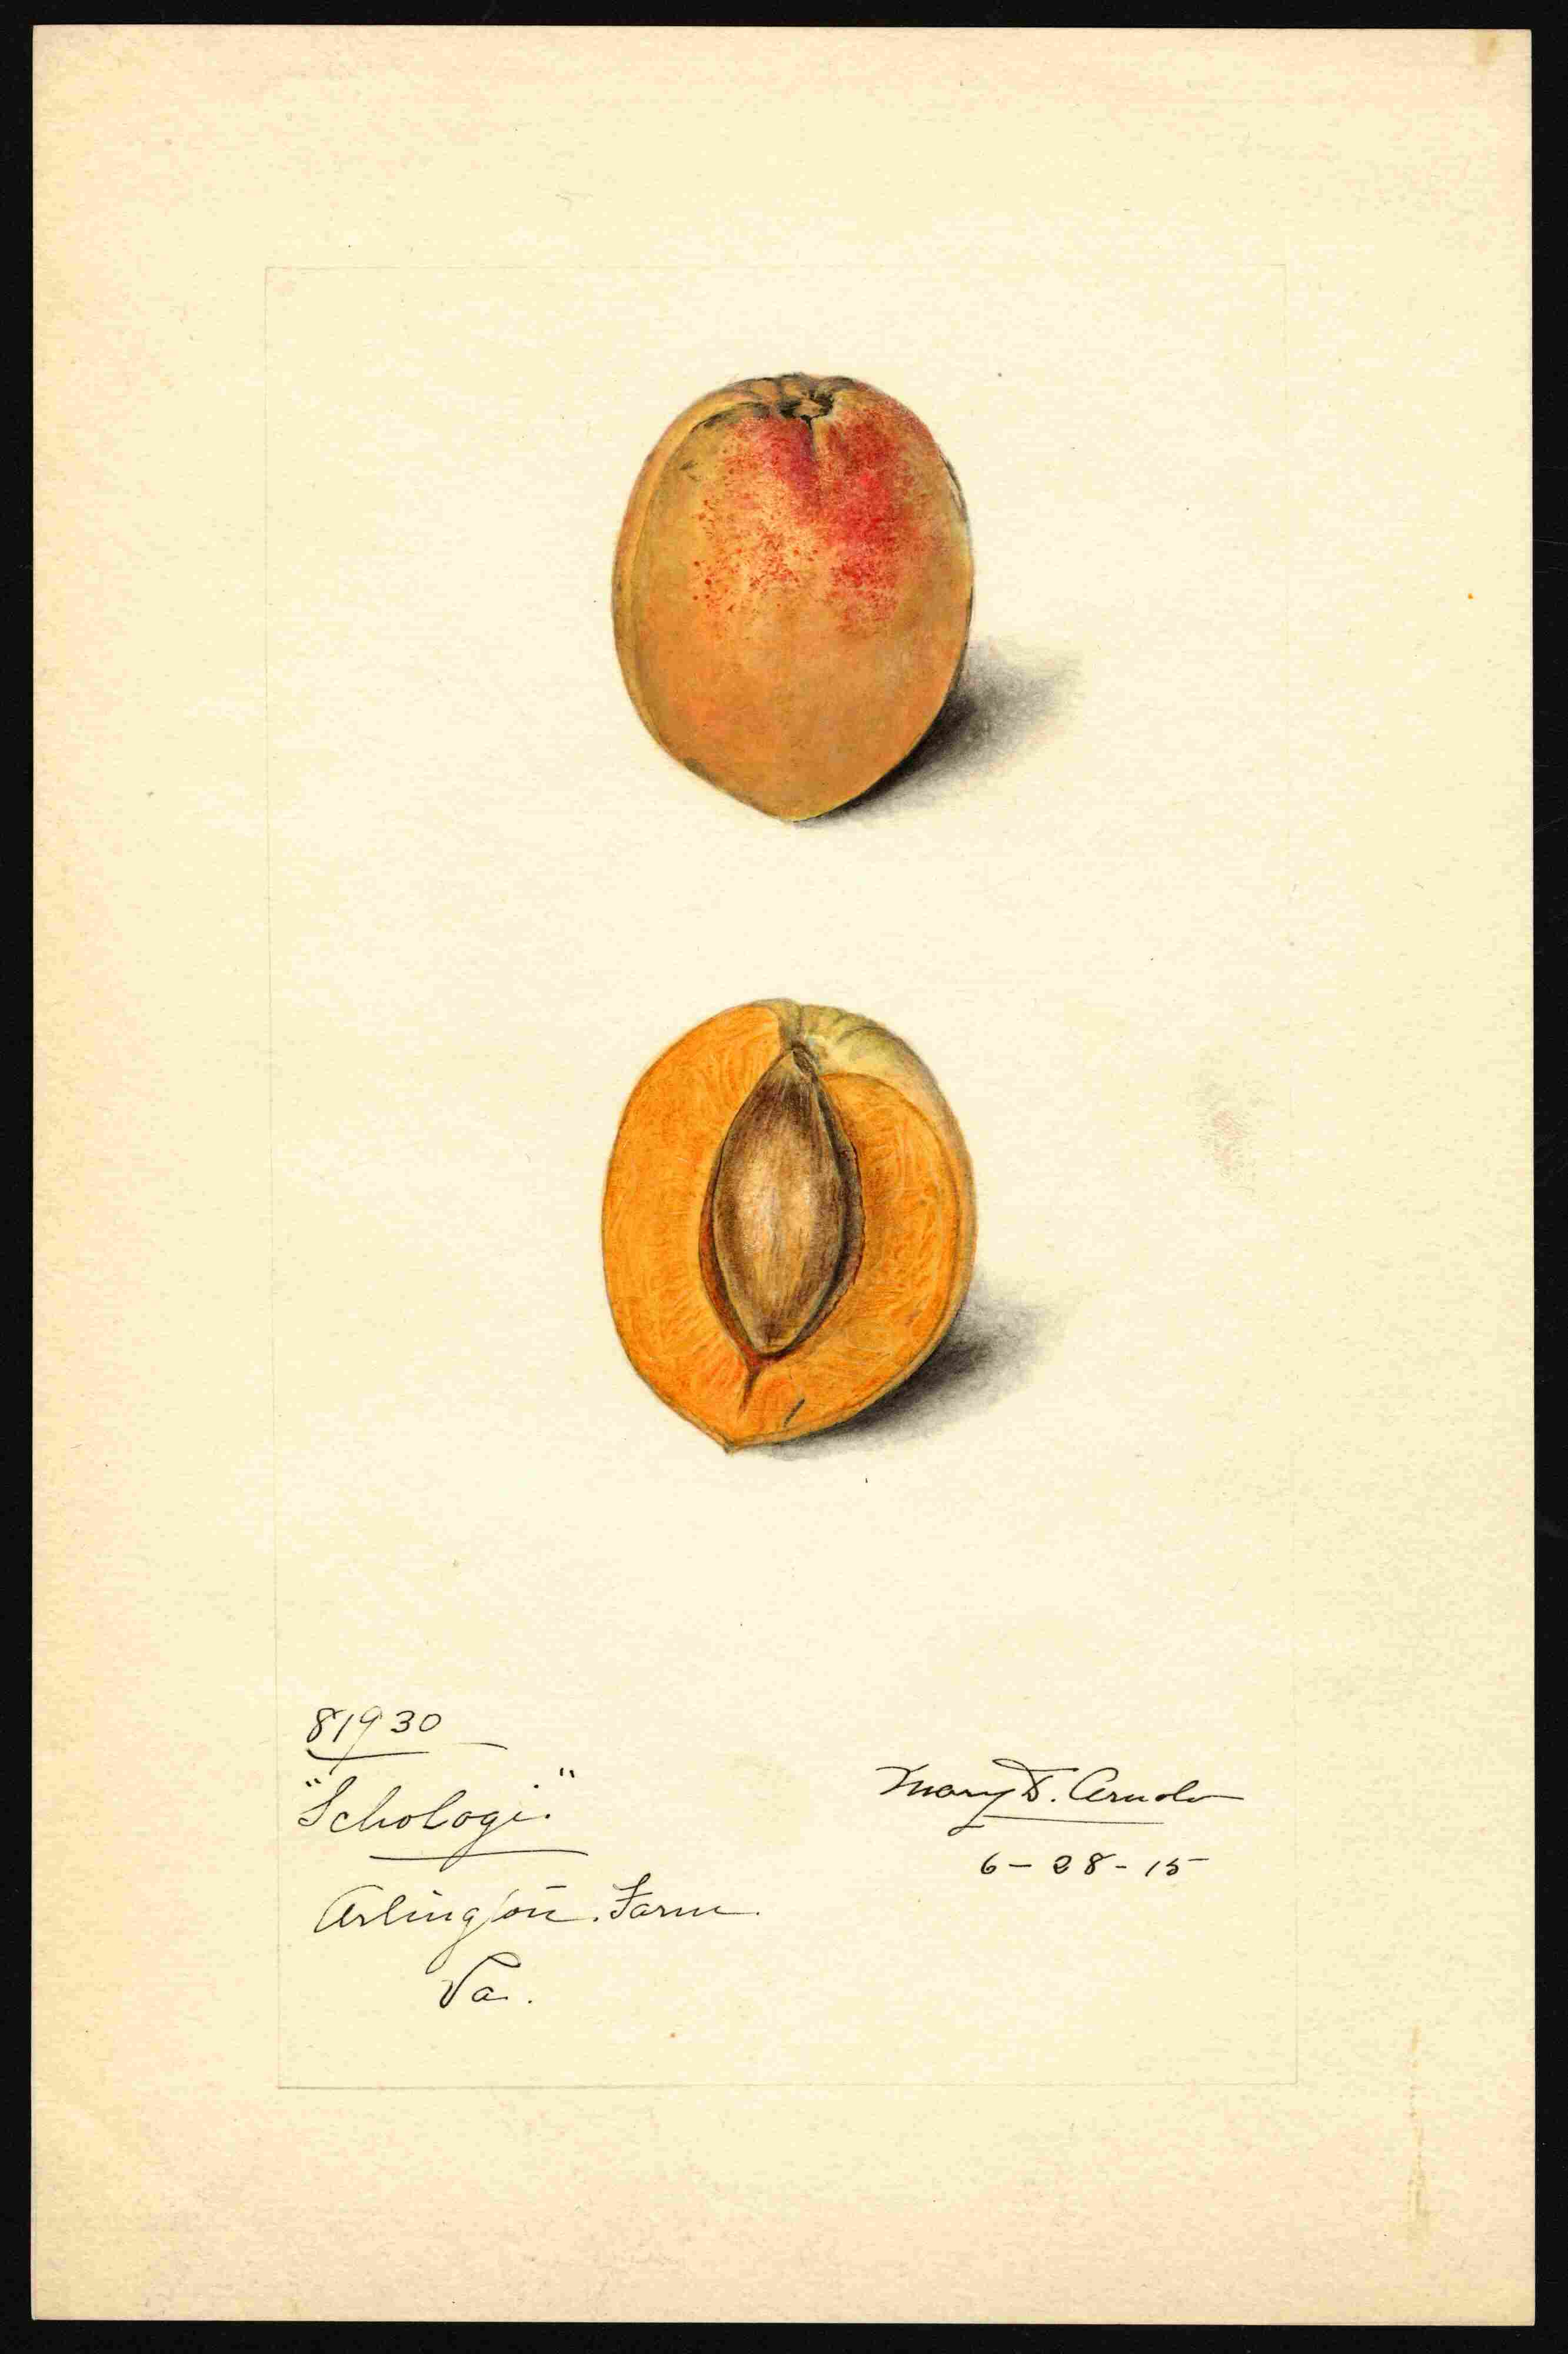 81930
"Schologi."
Arlington Farm.
Va.
Mary D. Arnold
6-28-15